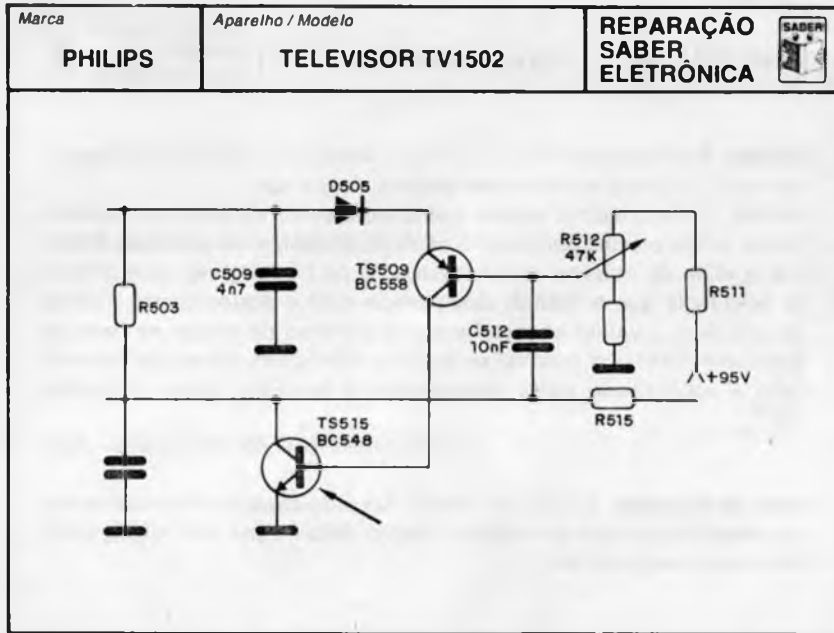 Marca
PHILIPS
Aparelho / Modelo
TELEVISOR TV1502
REPARAÇÃO
SABER
ELETRÔNICA
SABER
D505
C509
4n7
TS509
BC558
R512
47K
R511
R503
C512
10nF
+95V
R515
TS515
BC548